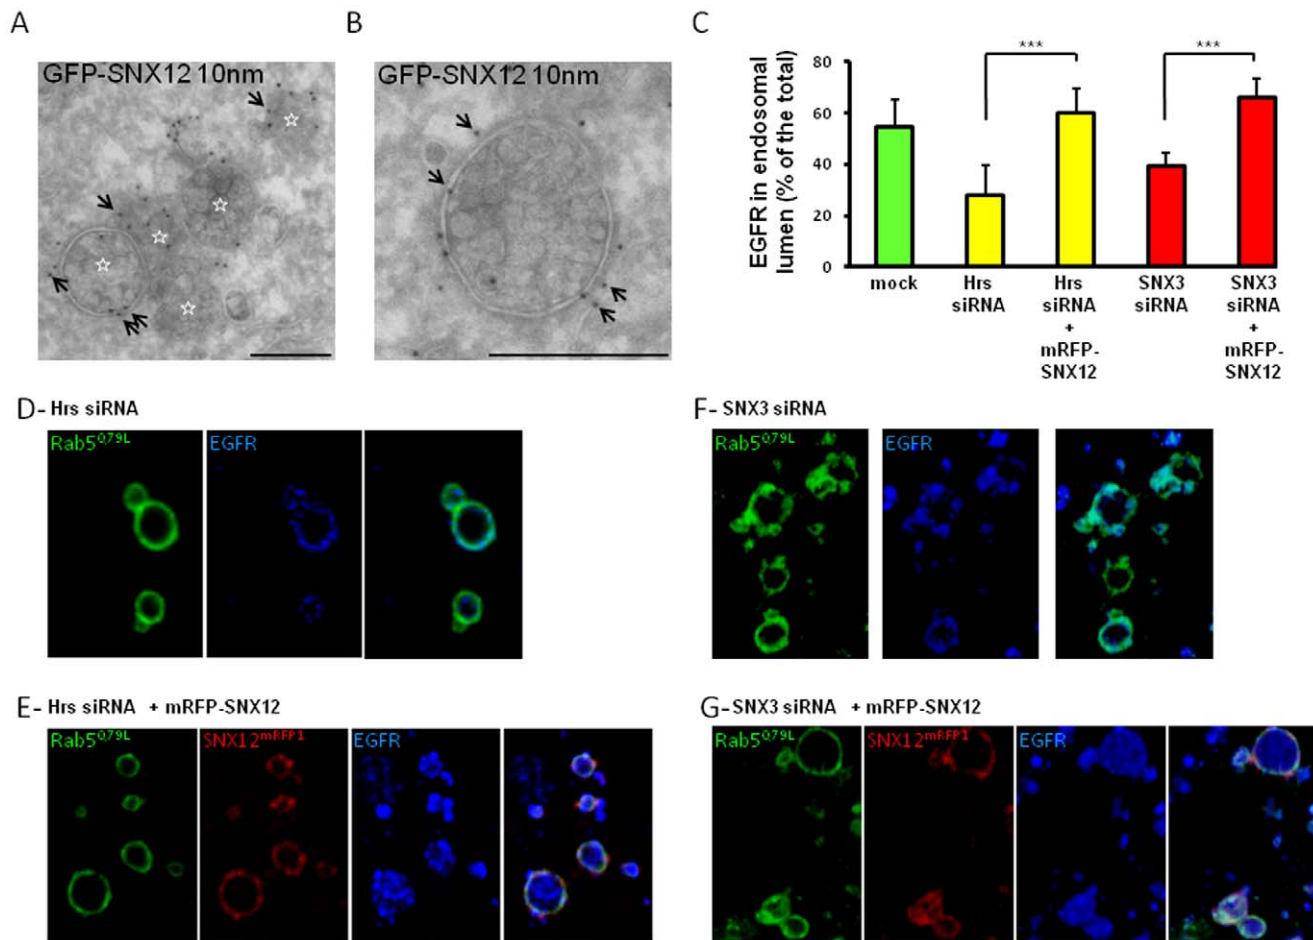 A
B
C
GFP-SNX12 10nm
GFP-SNX12 10nm
EGFR in endosomal
lumen (% of the total)
80
60
40
20
0
***
***
mock
Hrs
siRNA
Hrs
siRNA
+
mRFP-
SNX12
SNX3
siRNA
SNX3
siRNA
+
mRFP-
SNX12
D- Hrs siRNA
Rab5Q79L
EGFR
F- SNX3 siRNA
Rab5Q79L
EGFR
E- Hrs siRNA + mRFP-SNX12
Rab5Q79L
SNX12mRFP1
EGFR
G- SNX3 siRNA + mRFP-SNX12
Rab5Q79L
SNX12mRFP1
EGFR